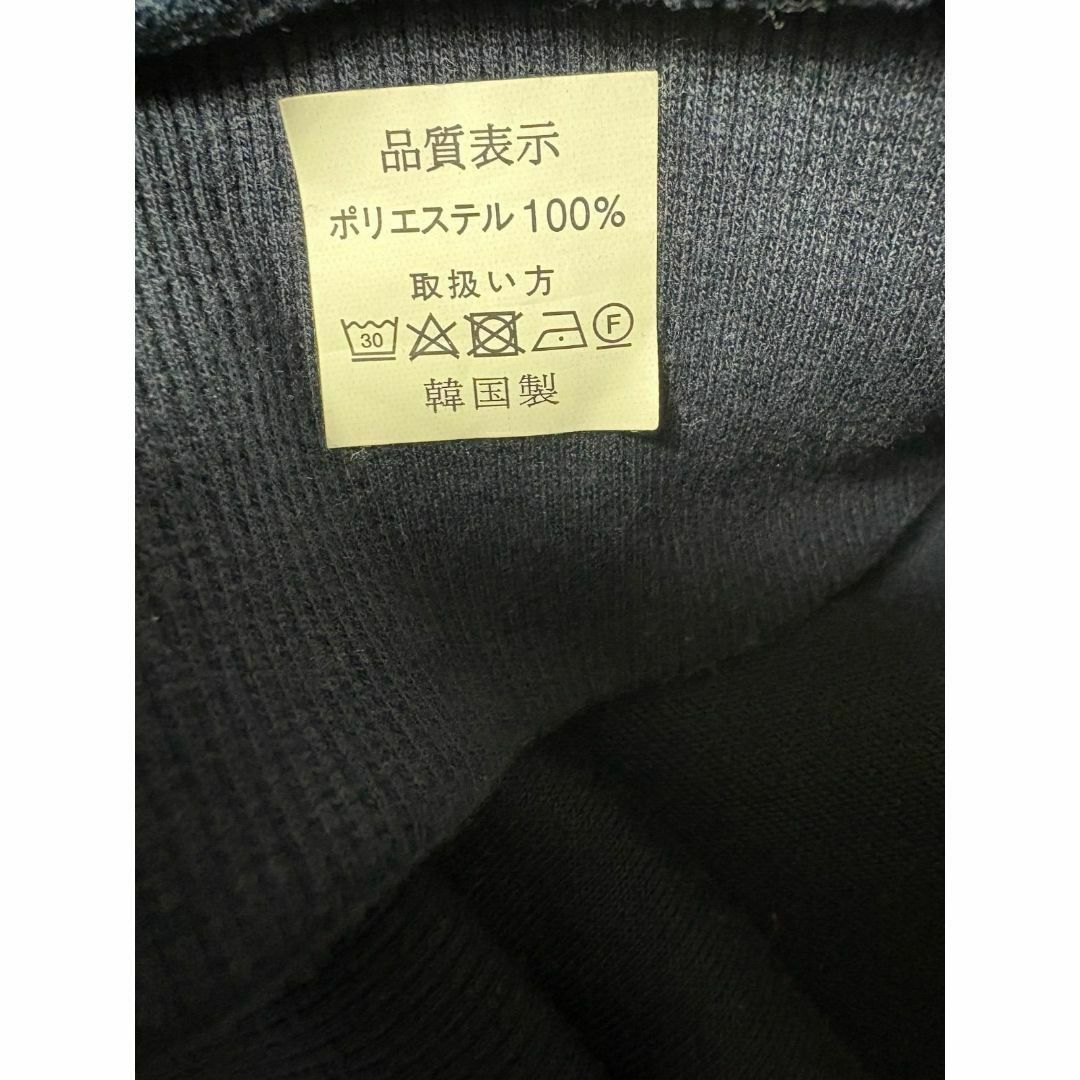 品質表示
ポリエステル100%
取扱い方
30 F
韓国製